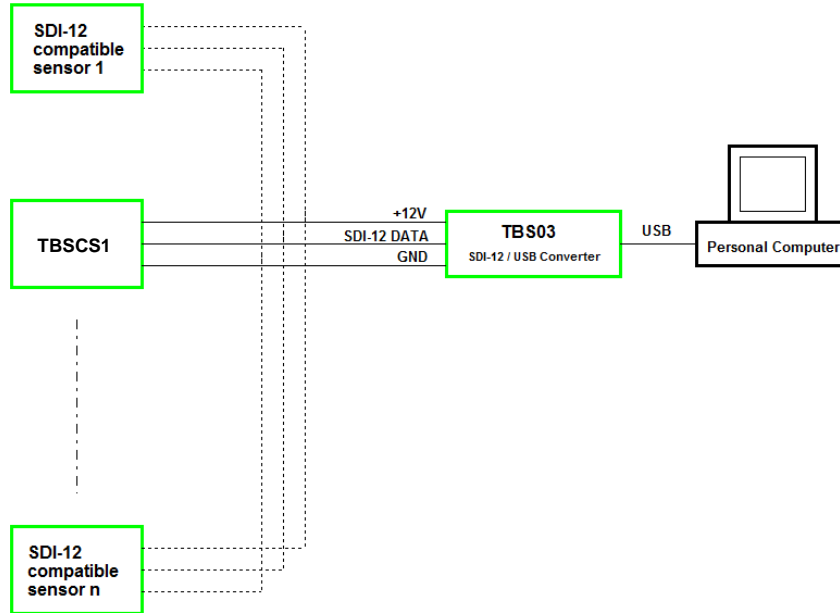 SDI-12
compatible
sensor 1
TBSCS1
+12V
SDI-12 DATA
GND
TBS03
SDI-12 / USB Converter
USB
Personal Computer
SDI-12
compatible
sensor n